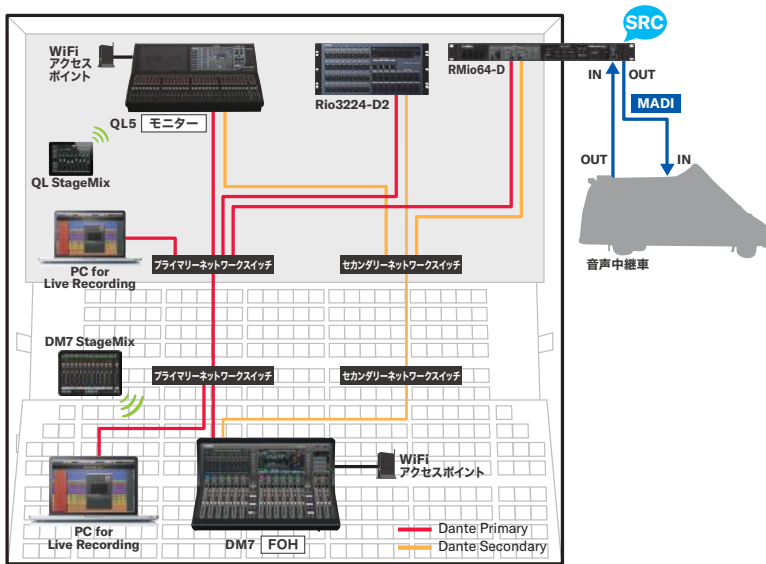 SRC
WiFi
アクセス
ポイント
QL5 モニター
Rio3224-D2
RMio64-D
IN
OUT
MADI
OUT
IN
音声中継車
QL StageMix
PC for
Live Recording
プライマリーネットワークスイッチ
セカンダリーネットワークスイッチ
DM7 StageMix
プライマリーネットワークスイッチ
セカンダリーネットワークスイッチ
PC for
Live Recording
DM7 FOH
WiFi
アクセスポイント
Dante Primary
Dante Secondary